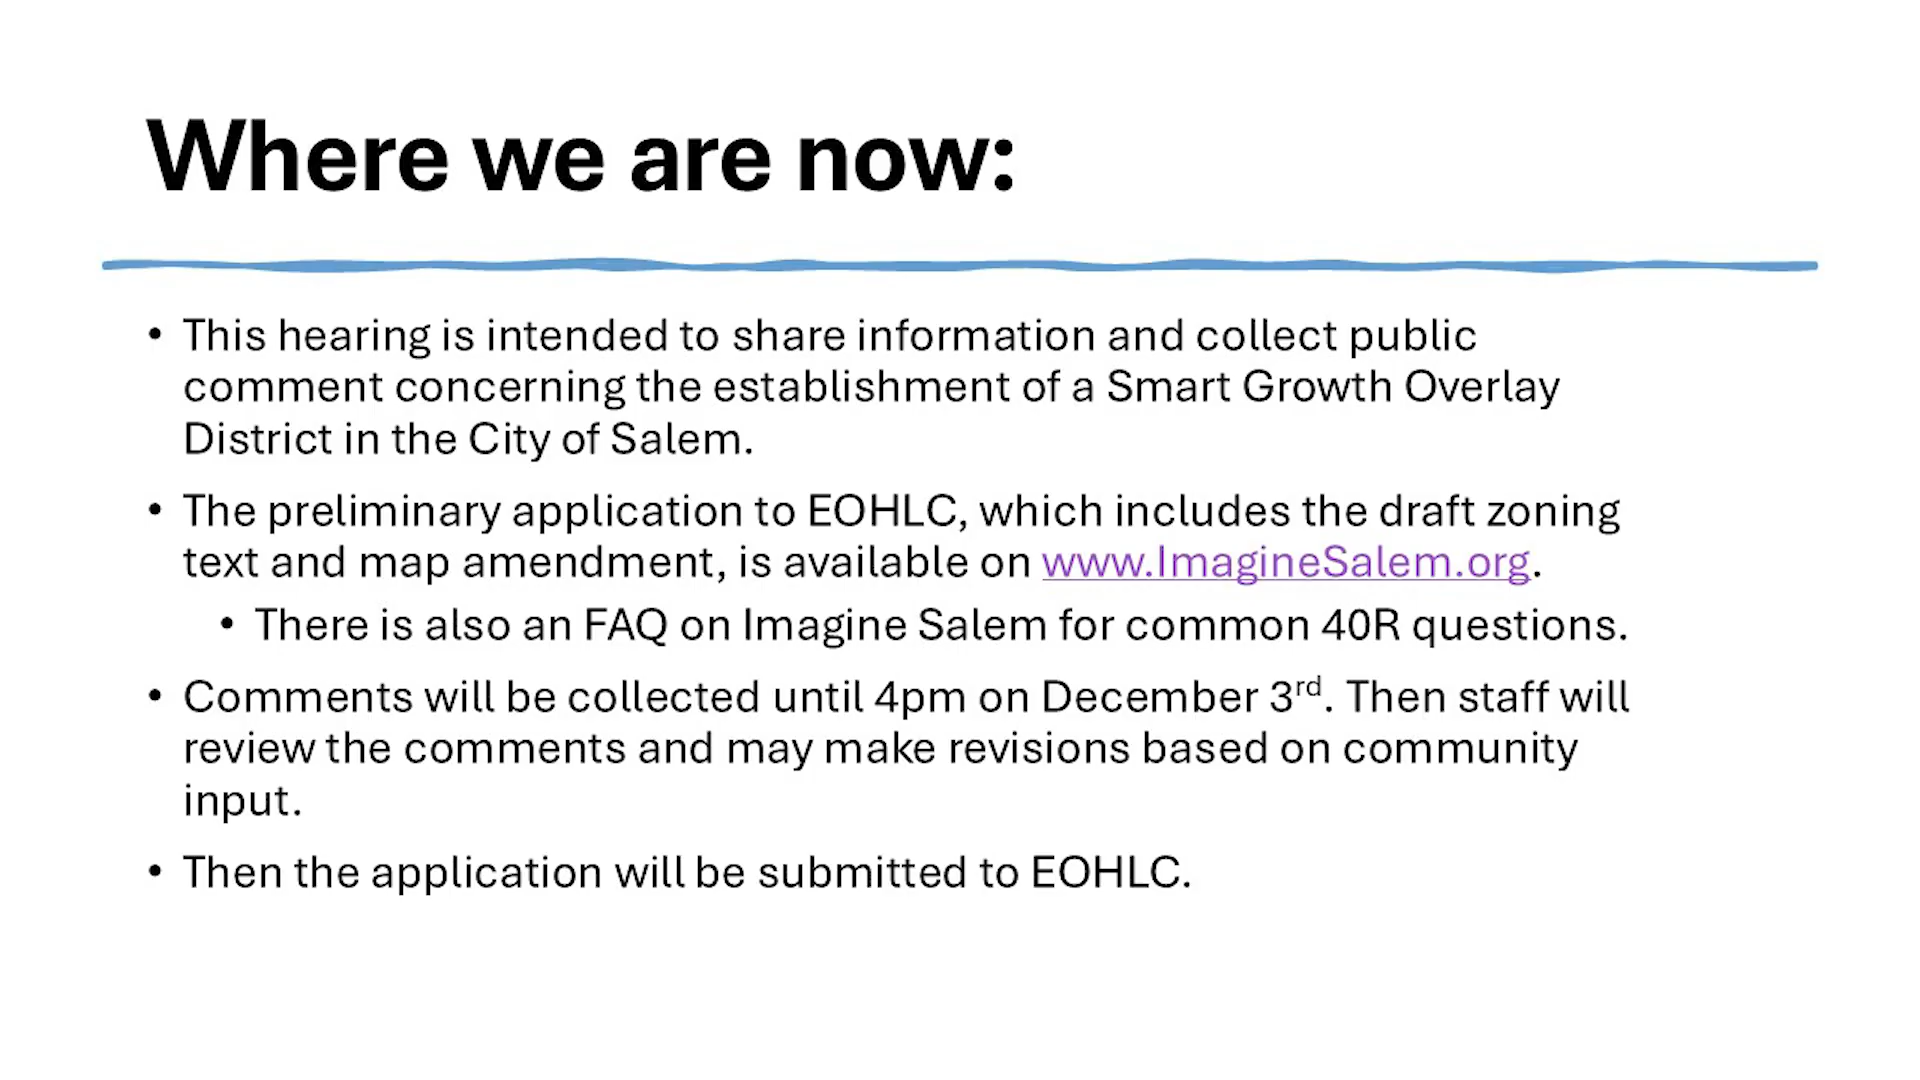 Where we are now:
• This hearing is intended to share information and collect public
comment concerning the establishment of a Smart Growth Overlay
District in the City of Salem.
• The preliminary application to EOHLC, which includes the draft zoning
text and map amendment, is available on www.ImagineSalem.org.
• There is also an FAQ on Imagine Salem for common 40R questions.
• Comments will be collected until 4pm on December 3rd. Then staff will
review the comments and may make revisions based on community
input.
• Then the application will be submitted to EOHLC.